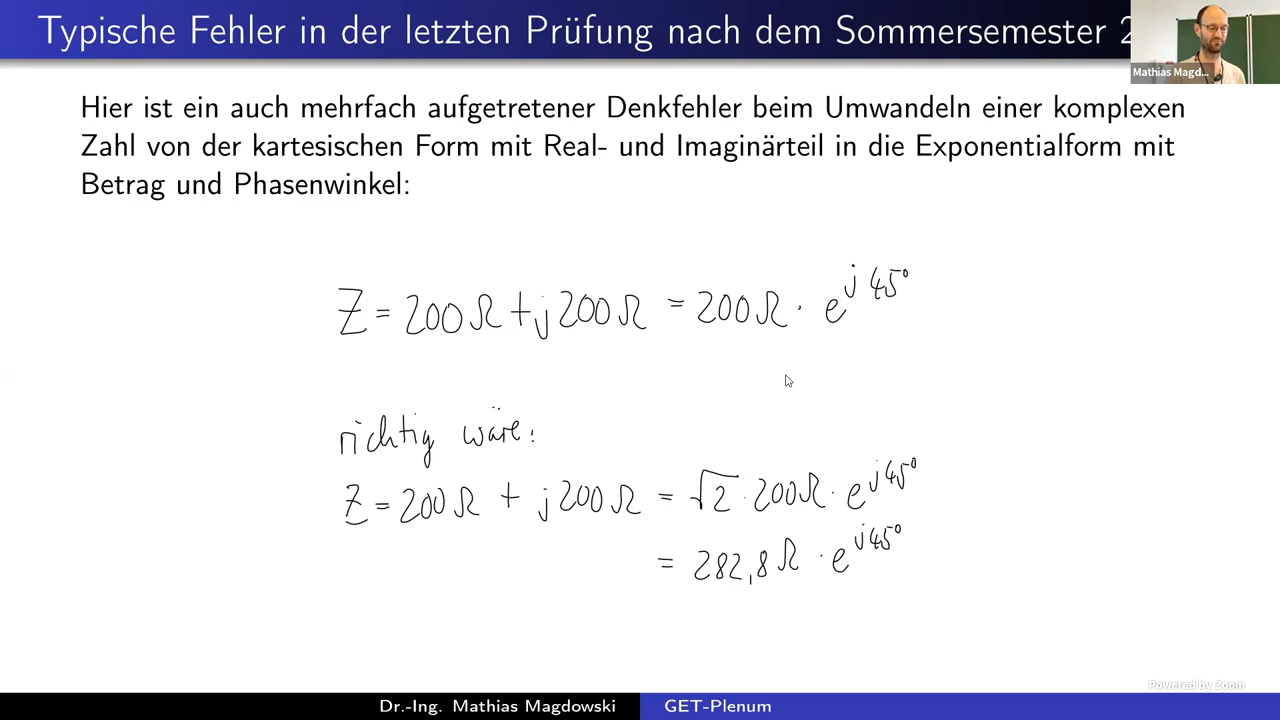 Typische Fehler in der letzten Prüfung nach dem Sommersemester 2
Mathias Magd...
Hier ist ein auch mehrfach aufgetretener Denkfehler beim Umwandeln einer komplexen
Zahl von der kartesischen Form mit Real- und Imaginärteil in die Exponentialform mit
Betrag und Phasenwinkel:
Z = 200 Ω + j 200 Ω = 200 Ω · e^{j 45°}
richtig wäre:
Z = 200 Ω + j 200 Ω = √2 · 200 Ω · e^{j 45°}
= 282,8 Ω · e^{j 45°}
Powered by Zoom
Dr.-Ing. Mathias Magdowski GET-Plenum